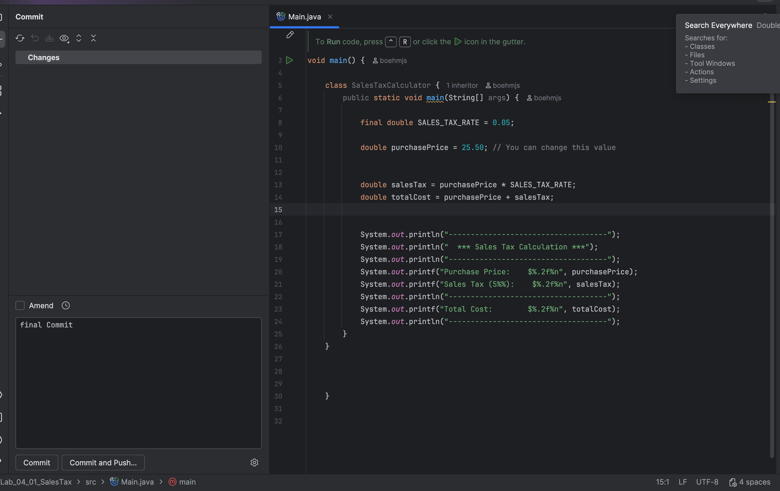 Commit
Changes
Amend
final Commit
Commit
Commit and Push...
Lab_04_01_SalesTax > src > Main.java > main
Main.java
To Run code, press ^ R or click the icon in the gutter.
3 void main() { boehmjs
4
5 class SalesTaxCalculator { 1 inheritor boehmjs
6 public static void main(String[] args) { boehmjs
7
8 final double SALES_TAX_RATE = 0.05;
9
10 double purchasePrice = 25.50; // You can change this value
11
12
13 double salesTax = purchasePrice * SALES_TAX_RATE;
14 double totalCost = purchasePrice + salesTax;
15
16
17 System.out.println("------------------------------------");
18 System.out.println("  *** Sales Tax Calculation ***");
19 System.out.println("------------------------------------");
20 System.out.printf("Purchase Price:    $%.2f%n", purchasePrice);
21 System.out.printf("Sales Tax (5%%):    $%.2f%n", salesTax);
22 System.out.println("------------------------------------");
23 System.out.printf("Total Cost:        $%.2f%n", totalCost);
24 System.out.println("------------------------------------");
25 }
26 }
27
28
29
30 }
31
32
Search Everywhere Double
Searches for:
- Classes
- Files
- Tool Windows
- Actions
- Settings
15:1 LF UTF-8 4 spaces